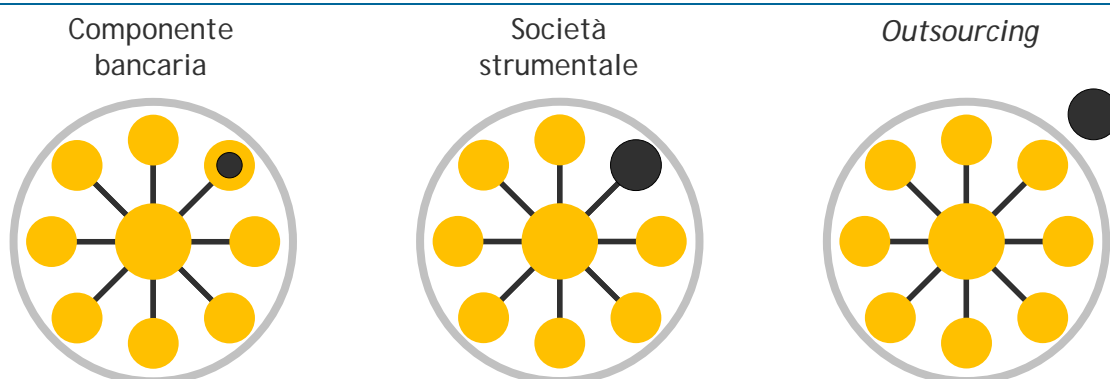 Componente
bancaria
Società
strumentale
Outsourcing